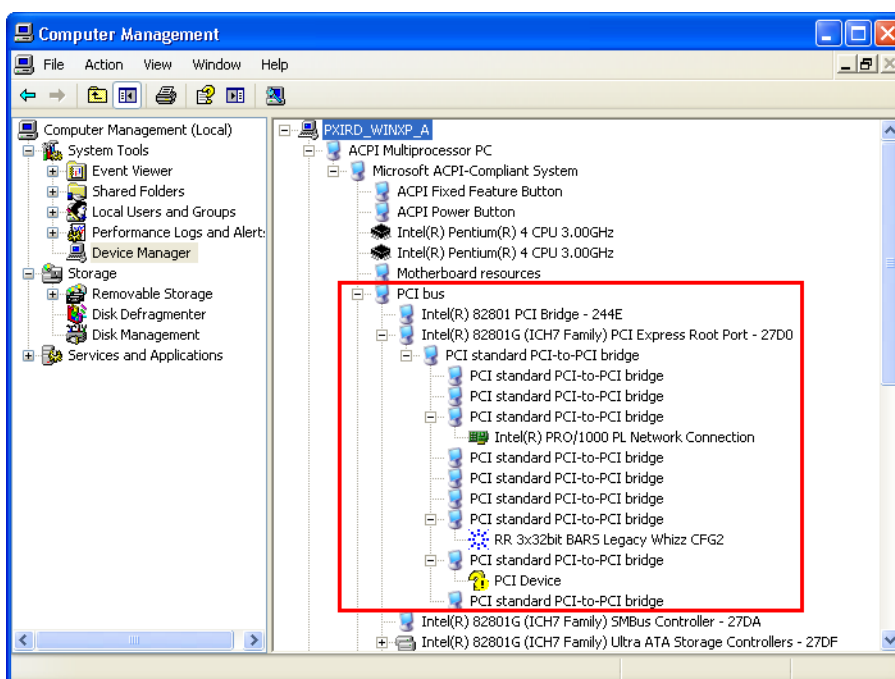 Computer Management
File Action View Window Help
Computer Management (Local)
System Tools
Event Viewer
Shared Folders
Local Users and Groups
Performance Logs and Alert:
Device Manager
Storage
Removable Storage
Disk Defragmenter
Disk Management
Services and Applications
PXIRD_WINXP_A
ACPI Multiprocessor PC
Microsoft ACPI-Compliant System
ACPI Fixed Feature Button
ACPI Power Button
Intel(R) Pentium(R) 4 CPU 3.00GHz
Intel(R) Pentium(R) 4 CPU 3.00GHz
Motherboard resources
PCI bus
Intel(R) 82801 PCI Bridge - 244E
Intel(R) 82801G (ICH7 Family) PCI Express Root Port - 27D0
PCI standard PCI-to-PCI bridge
PCI standard PCI-to-PCI bridge
PCI standard PCI-to-PCI bridge
PCI standard PCI-to-PCI bridge
Intel(R) PRO/1000 PL Network Connection
PCI standard PCI-to-PCI bridge
PCI standard PCI-to-PCI bridge
PCI standard PCI-to-PCI bridge
PCI standard PCI-to-PCI bridge
RR 3x32bit BARS Legacy Whizz CFG2
PCI standard PCI-to-PCI bridge
PCI Device
PCI standard PCI-to-PCI bridge
Intel(R) 82801G (ICH7 Family) SMBus Controller - 27DA
Intel(R) 82801G (ICH7 Family) Ultra ATA Storage Controllers - 27DF